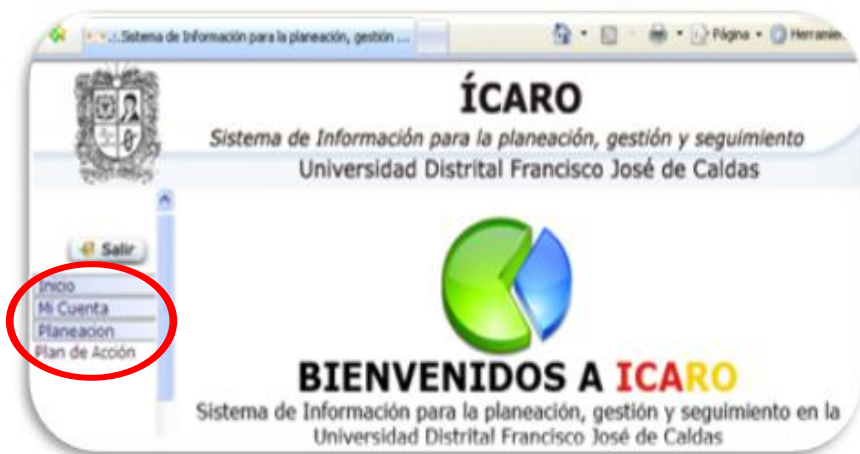 .:.Sistema de Información para la planeación, gestión ...
Página
ÍCARO
Sistema de Información para la planeación, gestión y seguimiento
Universidad Distrital Francisco José de Caldas
Salir
Inicio
Mi Cuenta
Planeacion
Plan de Acción
BIENVENIDOS A ICARO
Sistema de Información para la planeación, gestión y seguimiento en la
Universidad Distrital Francisco José de Caldas